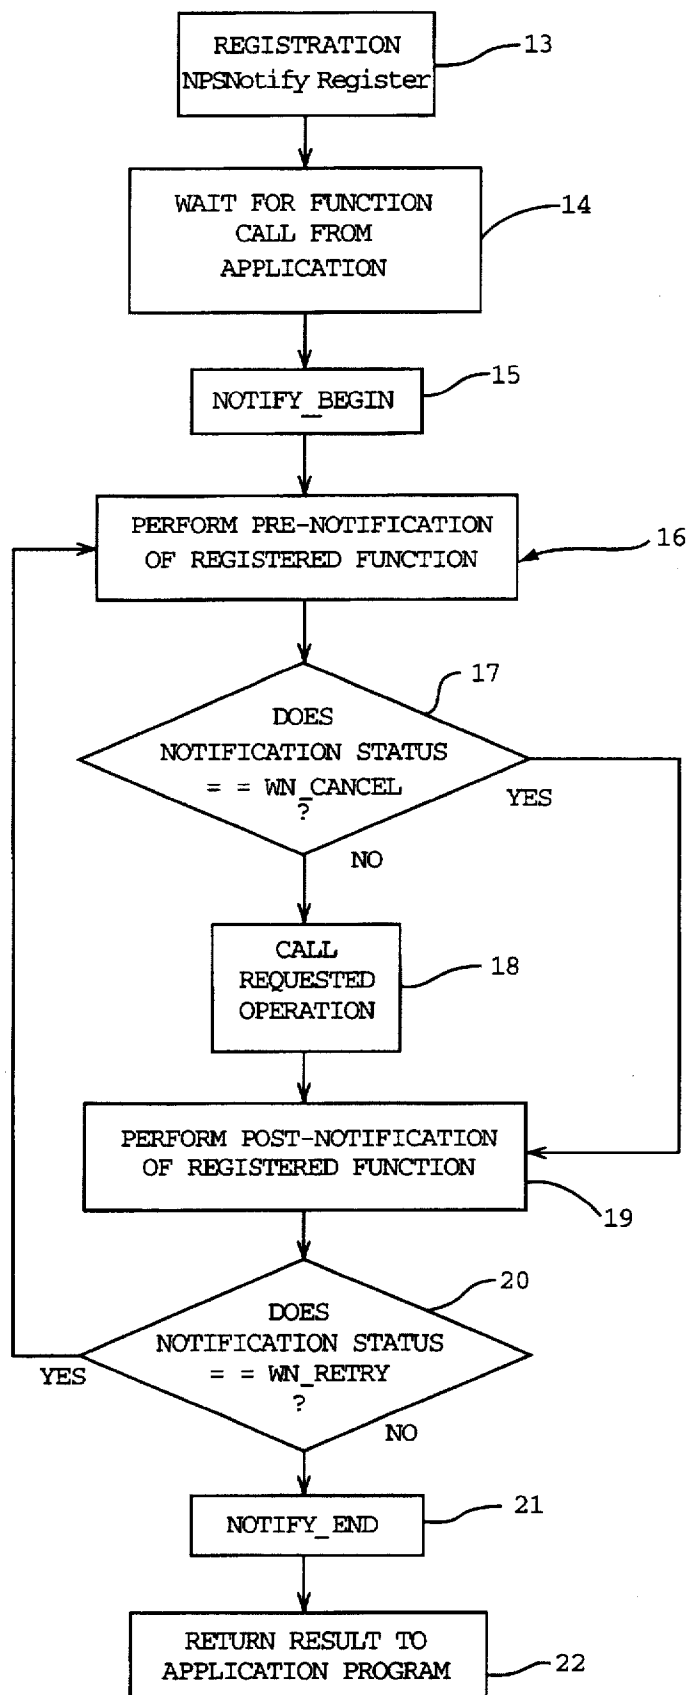 REGISTRATION
NPSNotify Register
13
WAIT FOR FUNCTION
CALL FROM
APPLICATION
14
NOTIFY_BEGIN
15
PERFORM PRE-NOTIFICATION
OF REGISTERED FUNCTION
16
17
DOES
NOTIFICATION STATUS
= = WN_CANCEL
?
YES
NO
CALL
REQUESTED
OPERATION
18
PERFORM POST-NOTIFICATION
OF REGISTERED FUNCTION
19
20
DOES
NOTIFICATION STATUS
= = WN_RETRY
?
YES
NO
NOTIFY_END
21
RETURN RESULT TO
APPLICATION PROGRAM
22